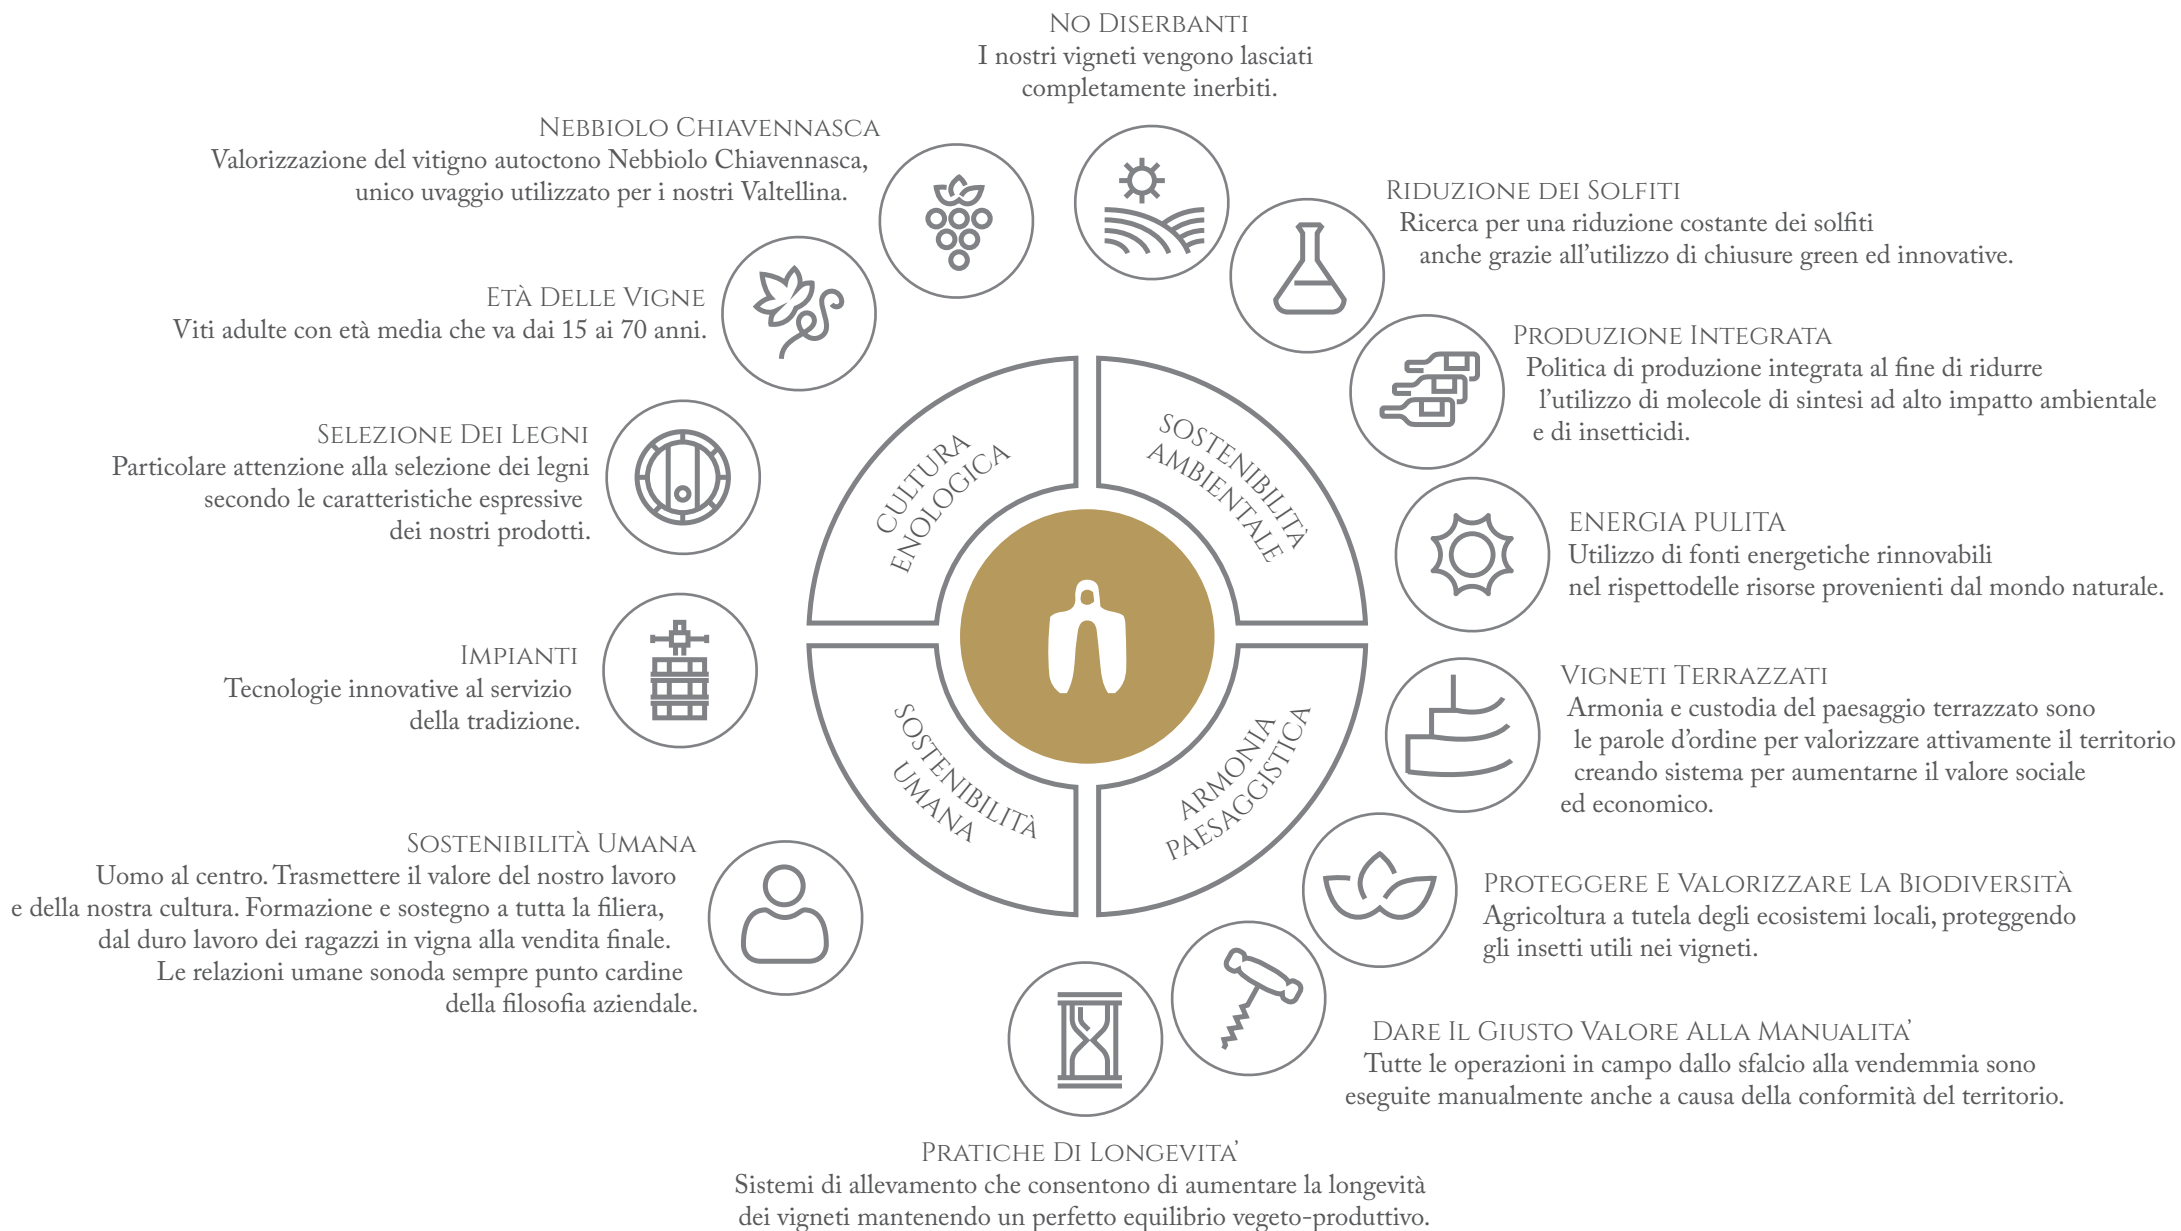 NO DISERBANTI
I nostri vigneti vengono lasciati
completamente inerbiti.
NEBBIOLO CHIAVENNASCA
Valorizzazione del vitigno autoctono Nebbiolo Chiavennasca,
unico uvaggio utilizzato per i nostri Valtellina.
ETÀ DELLE VIGNE
Viti adulte con età media che va dai 15 ai 70 anni.
SELEZIONE DEI LEGNI
Particolare attenzione alla selezione dei legni
secondo le caratteristiche espressive
dei nostri prodotti.
IMPIANTI
Tecnologie innovative al servizio
della tradizione.
SOSTENIBILITÀ UMANA
Uomo al centro. Trasmettere il valore del nostro lavoro
e della nostra cultura. Formazione e sostegno a tutta la filiera,
dal duro lavoro dei ragazzi in vigna alla vendita finale.
Le relazioni umane sonoda sempre punto cardine
della filosofia aziendale.
CULTURA
ENOLOGICA
SOSTENIBILITÀ
AMBIENTALE
SOSTENIBILITÀ
UMANA
ARMONIA
PAESAGGISTICA
RIDUZIONE DEI SOLFITI
Ricerca per una riduzione costante dei solfiti
anche grazie all'utilizzo di chiusure green ed innovative.
PRODUZIONE INTEGRATA
Politica di produzione integrata al fine di ridurre
l'utilizzo di molecole di sintesi ad alto impatto ambientale
e di insetticidi.
ENERGIA PULITA
Utilizzo di fonti energetiche rinnovabili
nel rispettodelle risorse provenienti dal mondo naturale.
VIGNETI TERRAZZATI
Armonia e custodia del paesaggio terrazzato sono
le parole d'ordine per valorizzare attivamente il territorio
creando sistema per aumentarne il valore sociale
ed economico.
PROTEGGERE E VALORIZZARE LA BIODIVERSITÀ
Agricoltura a tutela degli ecosistemi locali, proteggendo
gli insetti utili nei vigneti.
DARE IL GIUSTO VALORE ALLA MANUALITA'
Tutte le operazioni in campo dallo sfalcio alla vendemmia sono
eseguite manualmente anche a causa della conformità del territorio.
PRATICHE DI LONGEVITA'
Sistemi di allevamento che consentono di aumentare la longevità
dei vigneti mantenendo un perfetto equilibrio vegeto-produttivo.